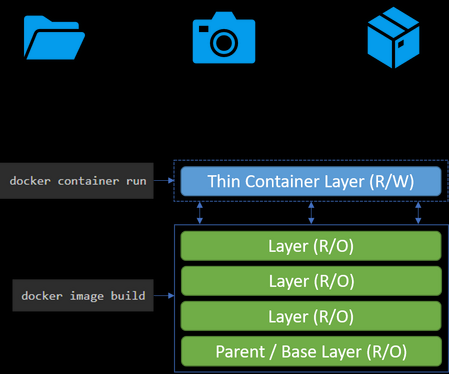 docker container run
Thin Container Layer (R/W)
Layer (R/O)
Layer (R/O)
docker image build
Layer (R/O)
Parent / Base Layer (R/O)